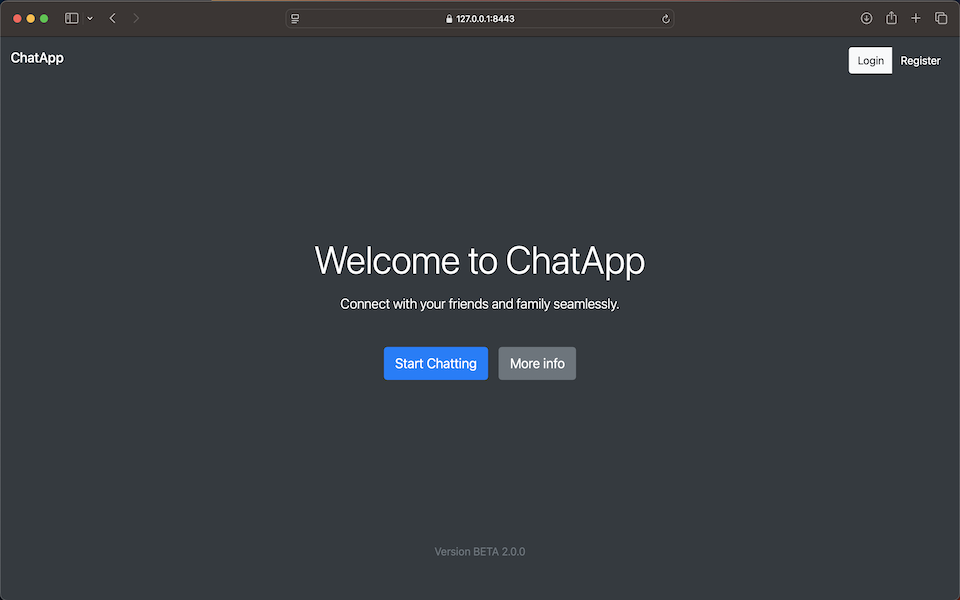 127.0.0.1:8443
ChatApp
Login Register
Welcome to ChatApp
Connect with your friends and family seamlessly.
Start Chatting More info
Version BETA 2.0.0